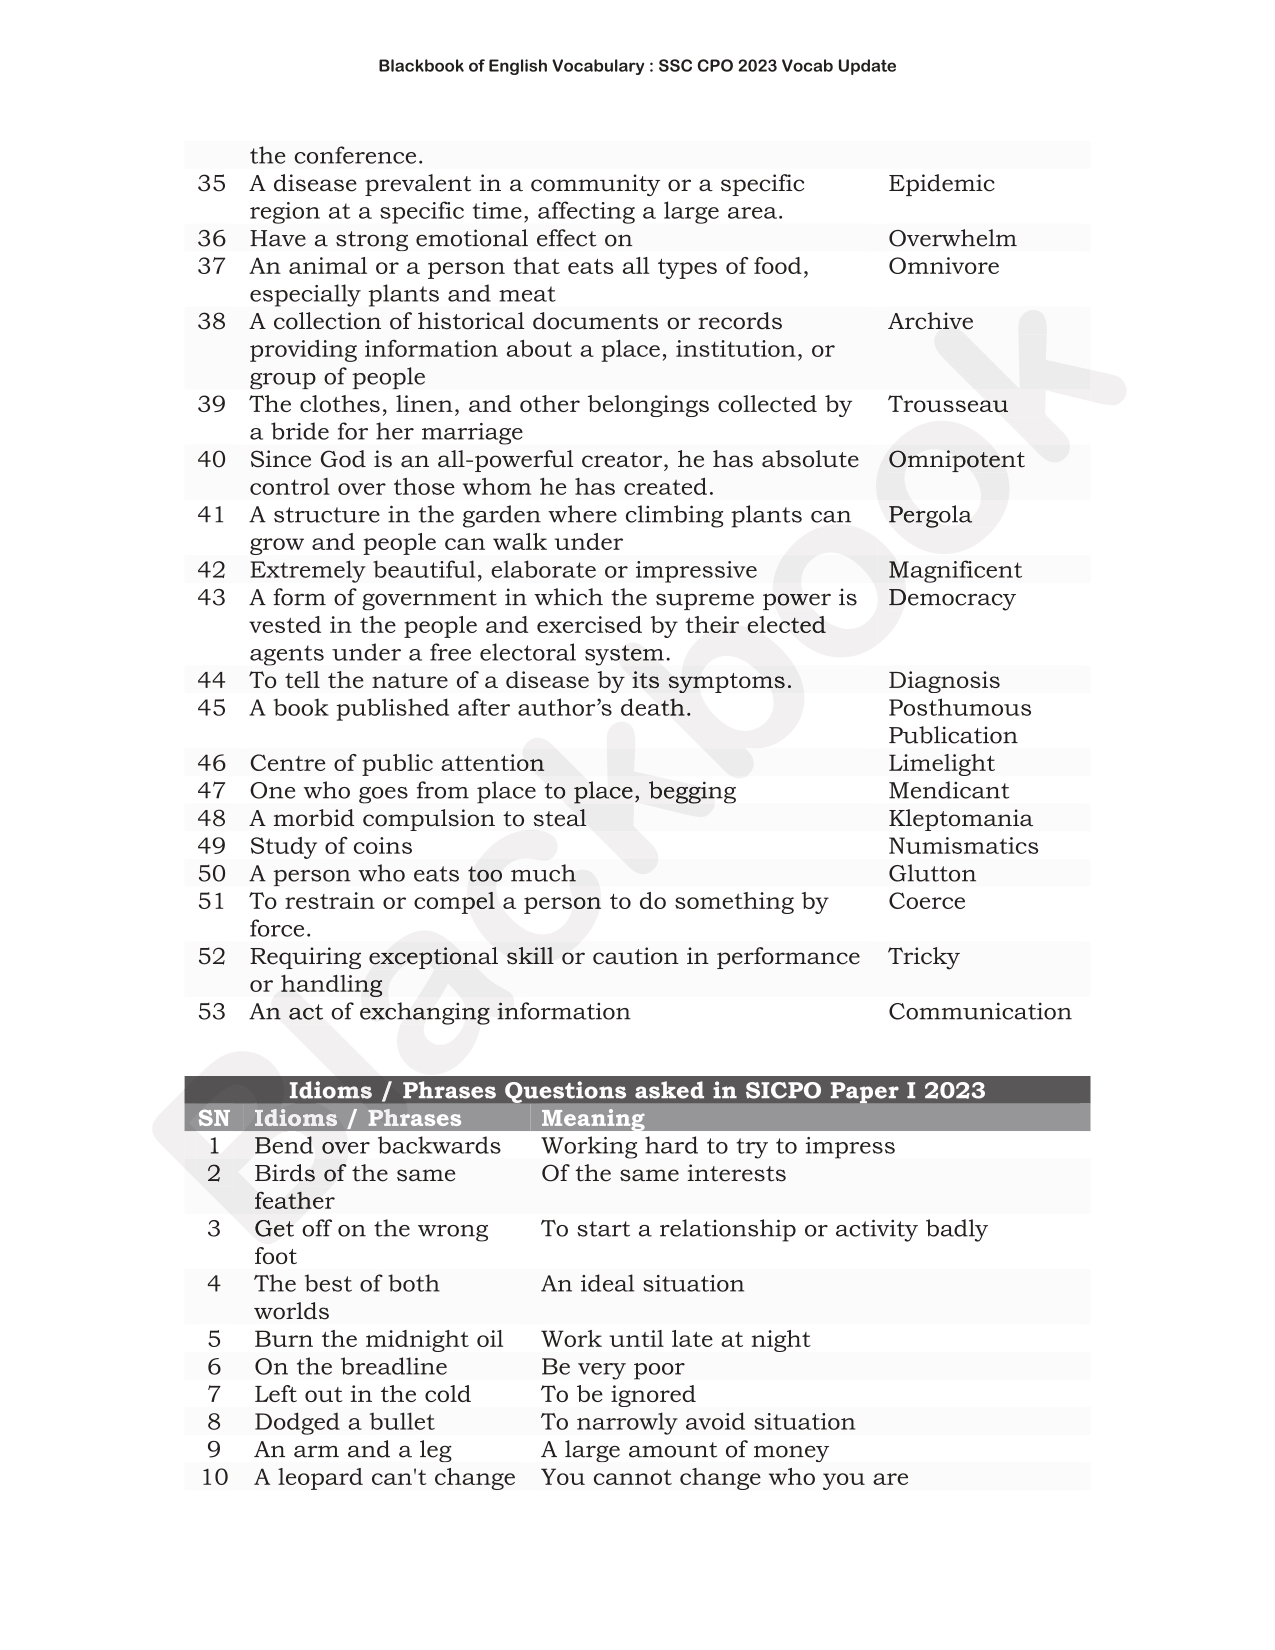 Blackbook of English Vocabulary : SSC CPO 2023 Vocab Update
the conference.
35 A disease prevalent in a community or a specific Epidemic
region at a specific time, affecting a large area.
36 Have a strong emotional effect on Overwhelm
37 An animal or a person that eats all types of food, Omnivore
especially plants and meat
38 A collection of historical documents or records Archive
providing information about a place, institution, or
group of people
39 The clothes, linen, and other belongings collected by Trousseau
a bride for her marriage
40 Since God is an all-powerful creator, he has absolute Omnipotent
control over those whom he has created.
41 A structure in the garden where climbing plants can Pergola
grow and people can walk under
42 Extremely beautiful, elaborate or impressive Magnificent
43 A form of government in which the supreme power is Democracy
vested in the people and exercised by their elected
agents under a free electoral system.
44 To tell the nature of a disease by its symptoms. Diagnosis
45 A book published after author’s death. Posthumous
Publication
46 Centre of public attention Limelight
47 One who goes from place to place, begging Mendicant
48 A morbid compulsion to steal Kleptomania
49 Study of coins Numismatics
50 A person who eats too much Glutton
51 To restrain or compel a person to do something by Coerce
force.
52 Requiring exceptional skill or caution in performance Tricky
or handling
53 An act of exchanging information Communication
Idioms / Phrases Questions asked in SICPO Paper I 2023
SN Idioms / Phrases Meaning
1 Bend over backwards Working hard to try to impress
2 Birds of the same Of the same interests
feather
3 Get off on the wrong To start a relationship or activity badly
foot
4 The best of both An ideal situation
worlds
5 Burn the midnight oil Work until late at night
6 On the breadline Be very poor
7 Left out in the cold To be ignored
8 Dodged a bullet To narrowly avoid situation
9 An arm and a leg A large amount of money
10 A leopard can't change You cannot change who you are
Blackbook